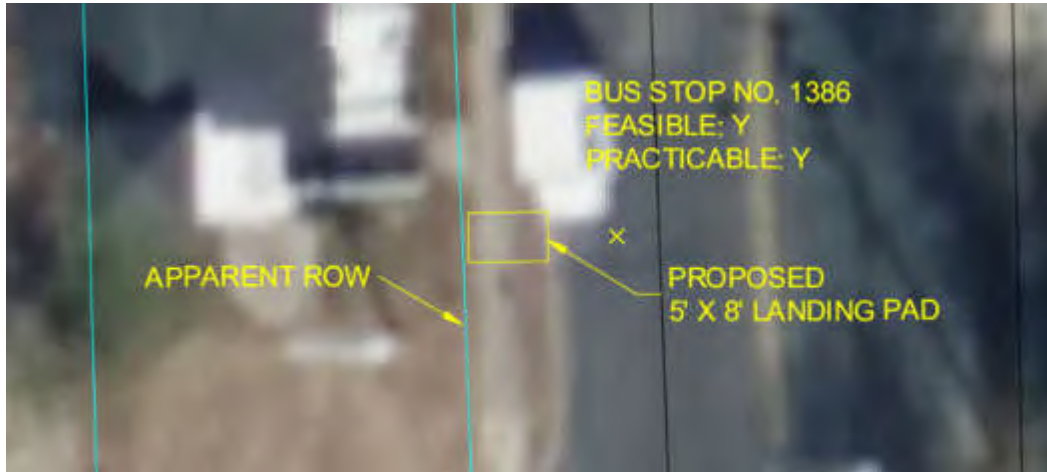 BUS STOP NO. 1386
FEASIBLE: Y
PRACTICABLE: Y
APPARENT ROW
PROPOSED
5' X 8' LANDING PAD